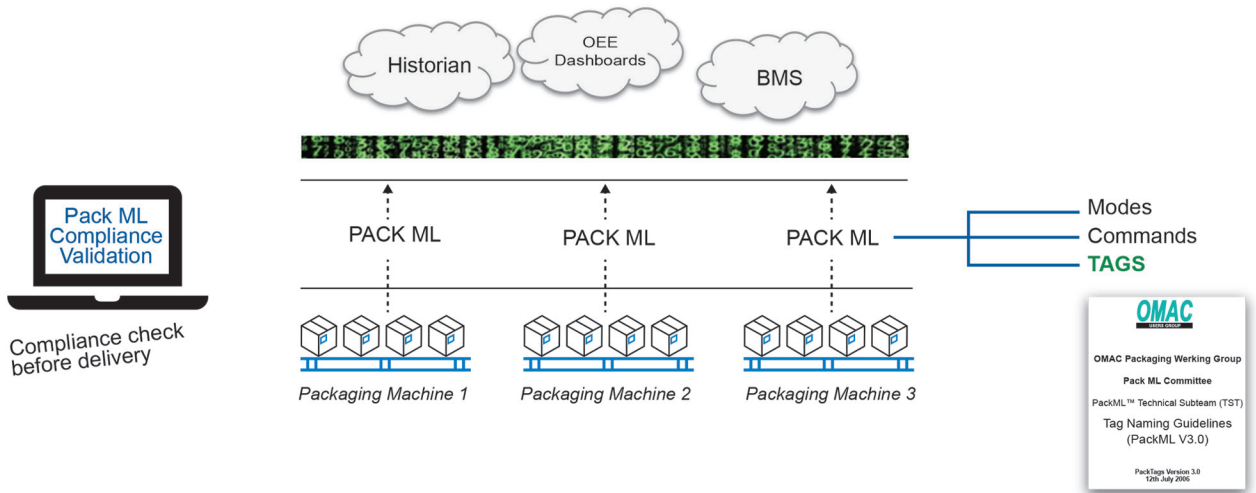 Historian
OEE
Dashboards
BMS
Pack ML
Compliance
Validation
Compliance check
before delivery
PACK ML
PACK ML
PACK ML
Modes
Commands
TAGS
Packaging Machine 1
Packaging Machine 2
Packaging Machine 3
OMAC
USERS GROUP
OMAC Packaging Werking Group
Pack ML Committee
PackML™ Technical Subteam (TST)
Tag Naming Guidelines
(PackML V3.0)
PackTags Version 3.0
12th July 2006